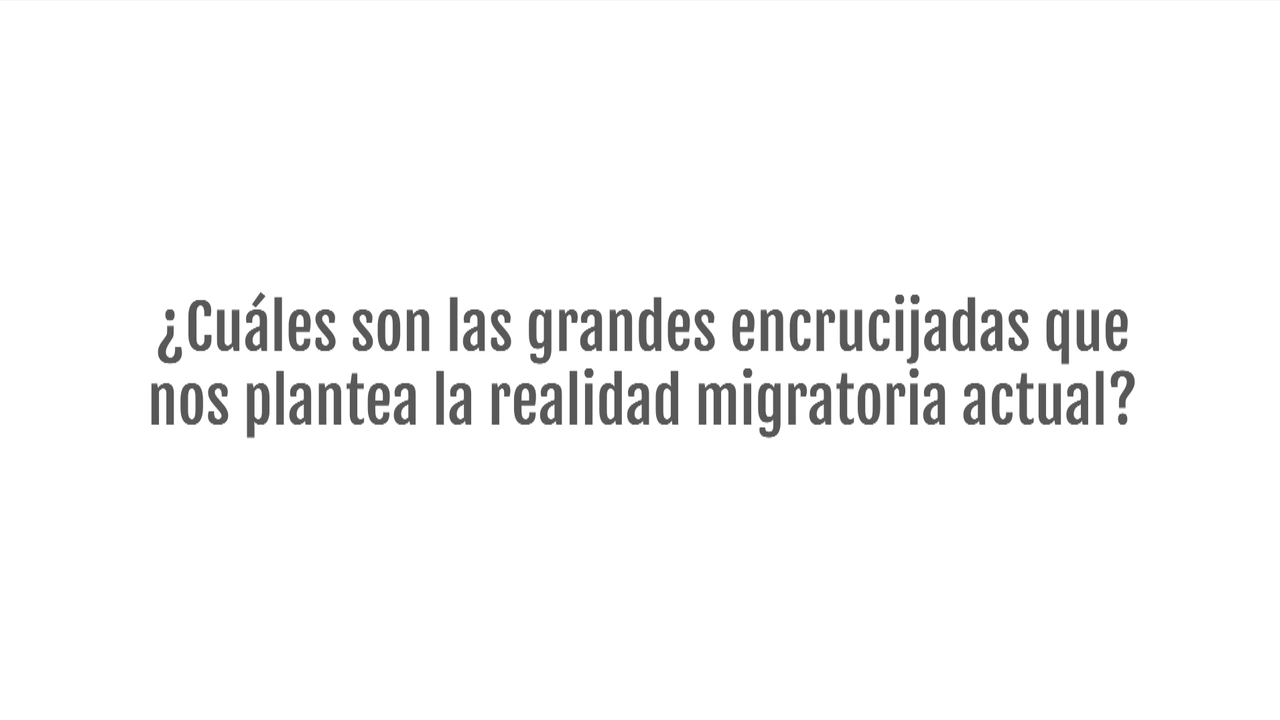 ¿Cuáles son las grandes encrucijadas que
nos plantea la realidad migratoria actual?